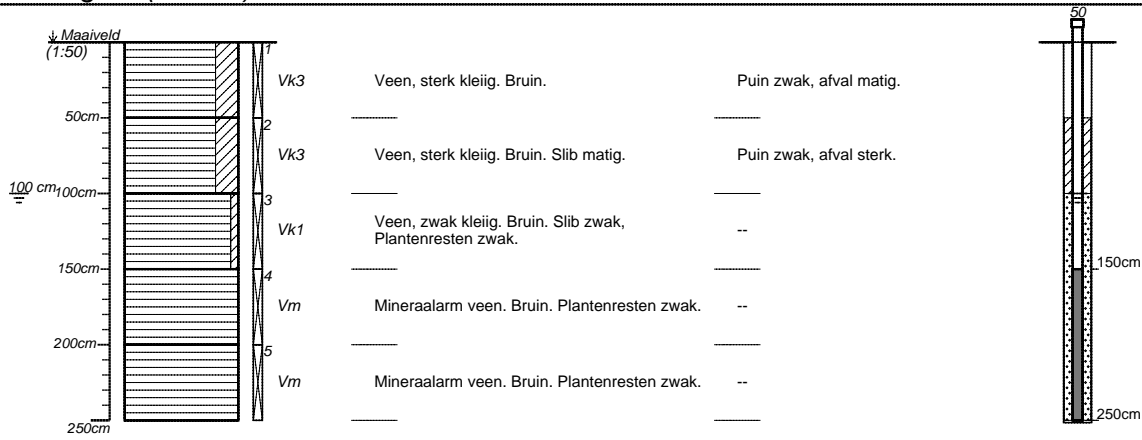 50
Maaiveld
(1:50)
1
Vk3 Veen, sterk kleiig. Bruin. Puin zwak, afval matig.
50cm
2
Vk3 Veen, sterk kleiig. Bruin. Slib matig. Puin zwak, afval sterk.
100 cm 100cm
3
Vk1 Veen, zwak kleiig. Bruin. Slib zwak, --
Plantenresten zwak.
150cm 150cm
4
Vm Mineraalarm veen. Bruin. Plantenresten zwak. --
200cm
5
Vm Mineraalarm veen. Bruin. Plantenresten zwak. --
250cm 250cm